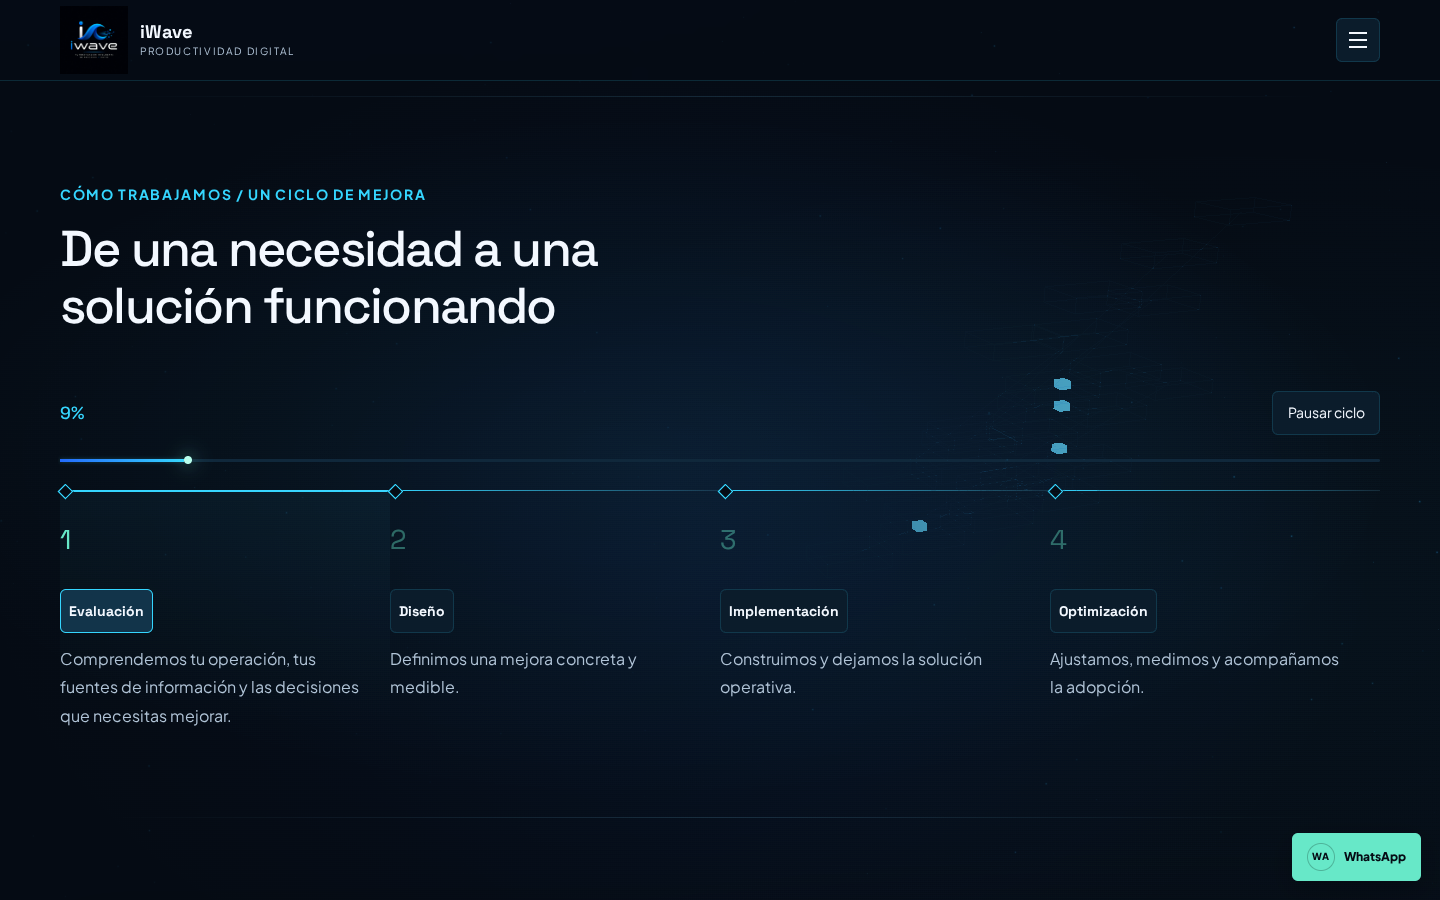 iwave
iWave
PRODUCTIVIDAD DIGITAL
CÓMO TRABAJAMOS / UN CICLO DE MEJORA
De una necesidad a una
solución funcionando
9%
Pausar ciclo
1
2
3
4
Evaluación
Diseño
Implementación
Optimización
Comprendemos tu operación, tus
fuentes de información y las decisiones
que necesitas mejorar.
Definimos una mejora concreta y
medible.
Construimos y dejamos la solución
operativa.
Ajustamos, medimos y acompañamos
la adopción.
WA WhatsApp